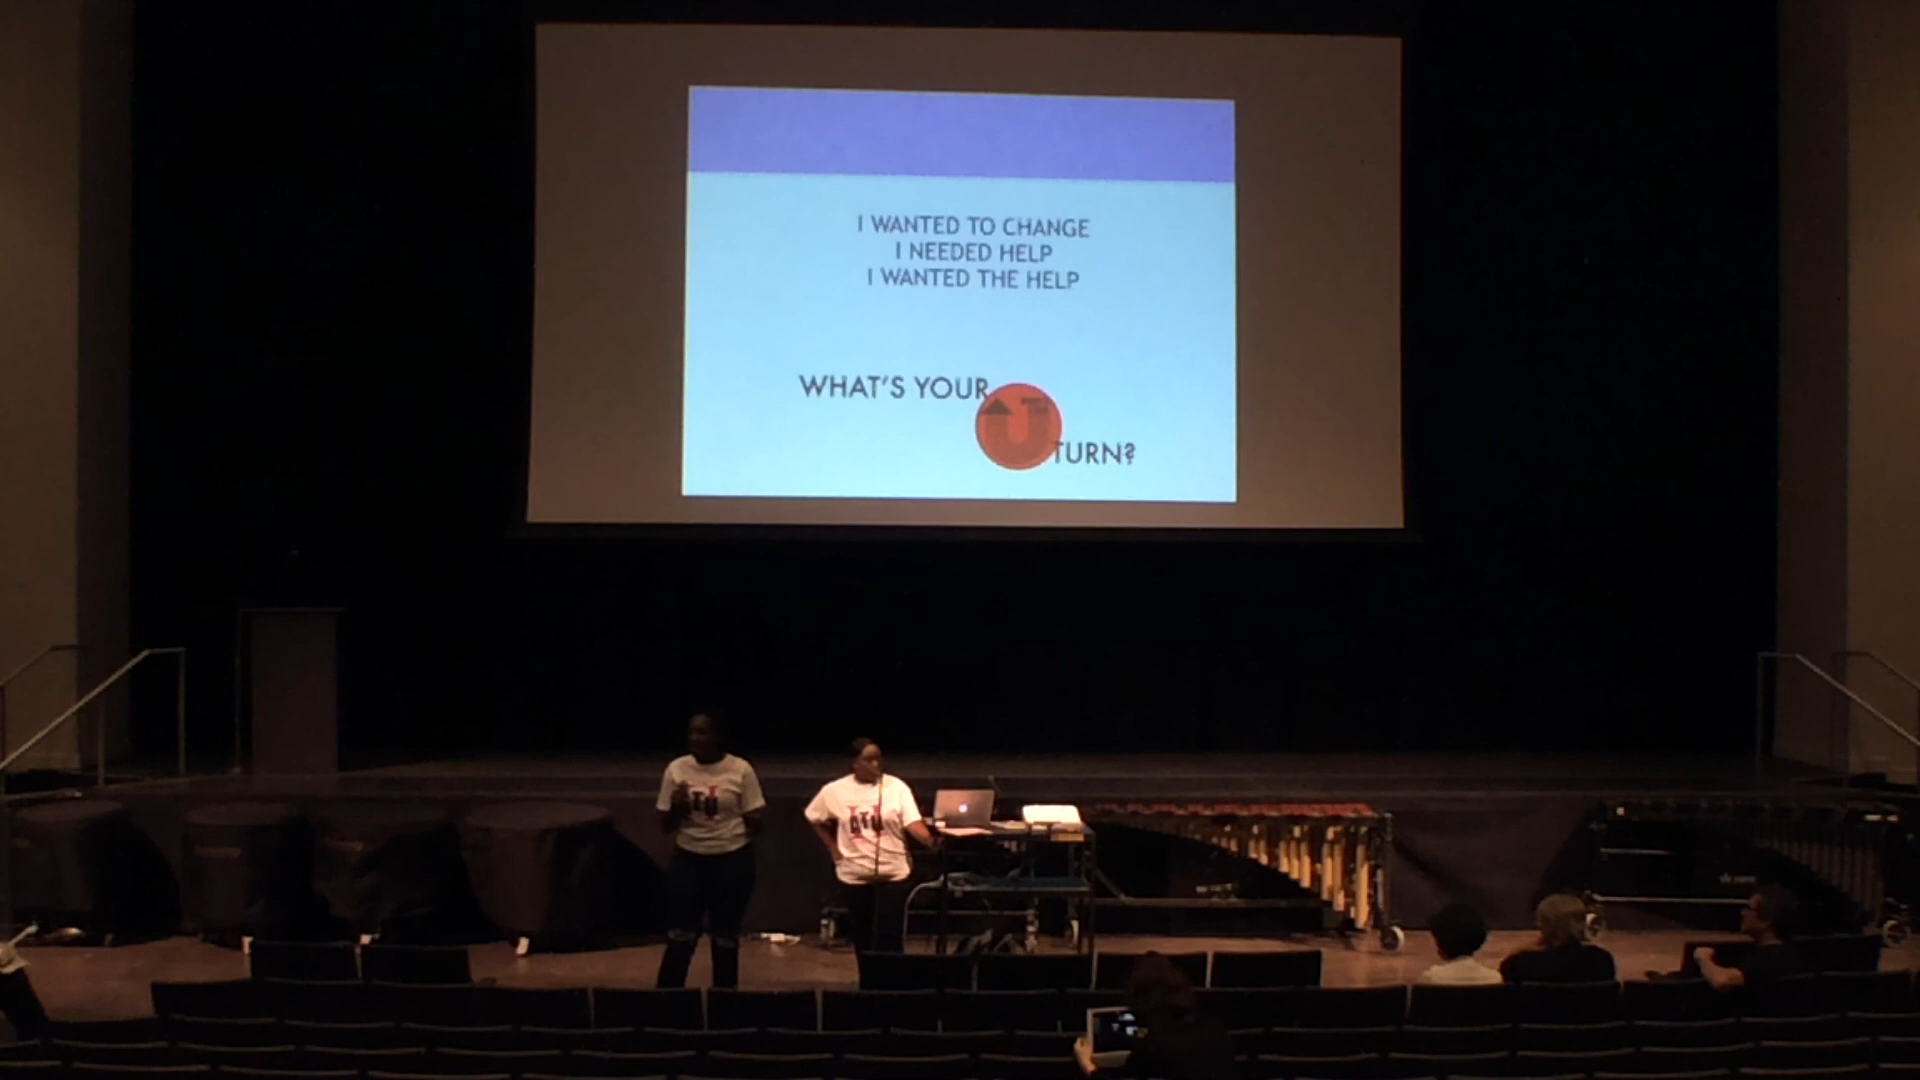 I WANTED TO CHANGE
I NEEDED HELP
I WANTED THE HELP
WHAT'S YOUR
U
TURN?